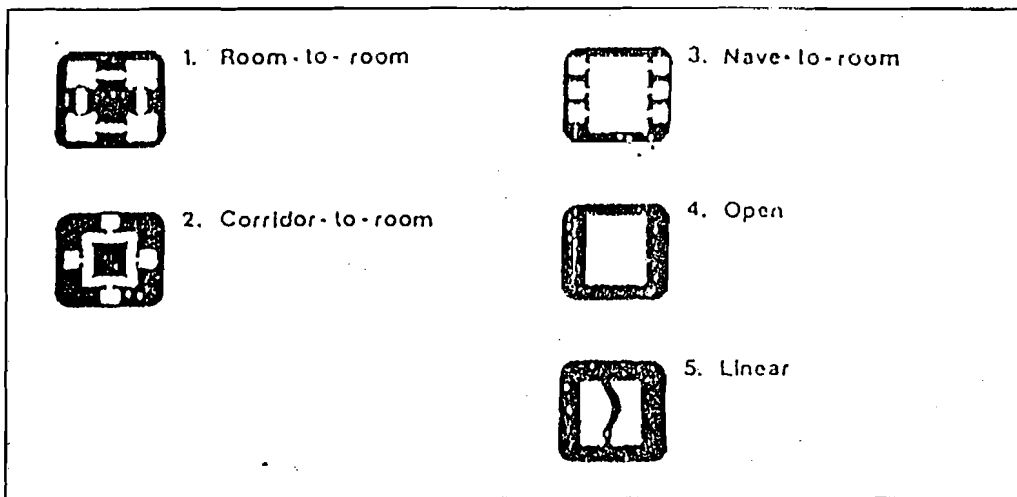 1. Room-to-room
2. Corridor-to-room
3. Nave-to-room
4. Open
5. Linear